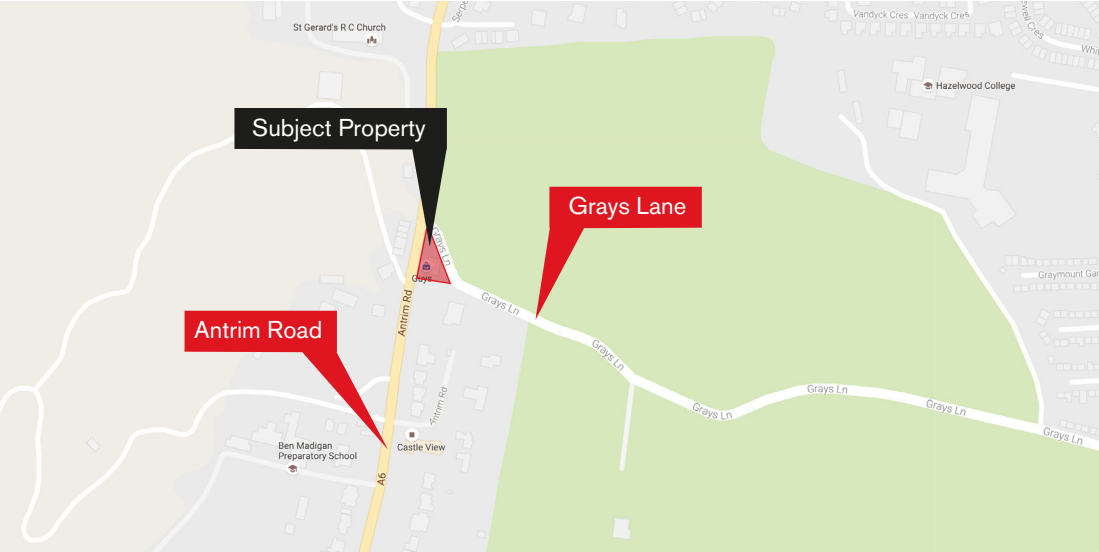 St Gerard's R C Church
Vandyck Cres
Vandyck Cres
Hazelwood College
Subject Property
Grays Lane
Grays Ln
Guys
Graymount Gar
Grays Ln
Antrim Rd
Antrim Road
Grays Ln
Grays Ln
Grays Ln
Grays Ln
Grays Ln
Antrim Rd
Ben Madigan
Preparatory School
Castle View
A6